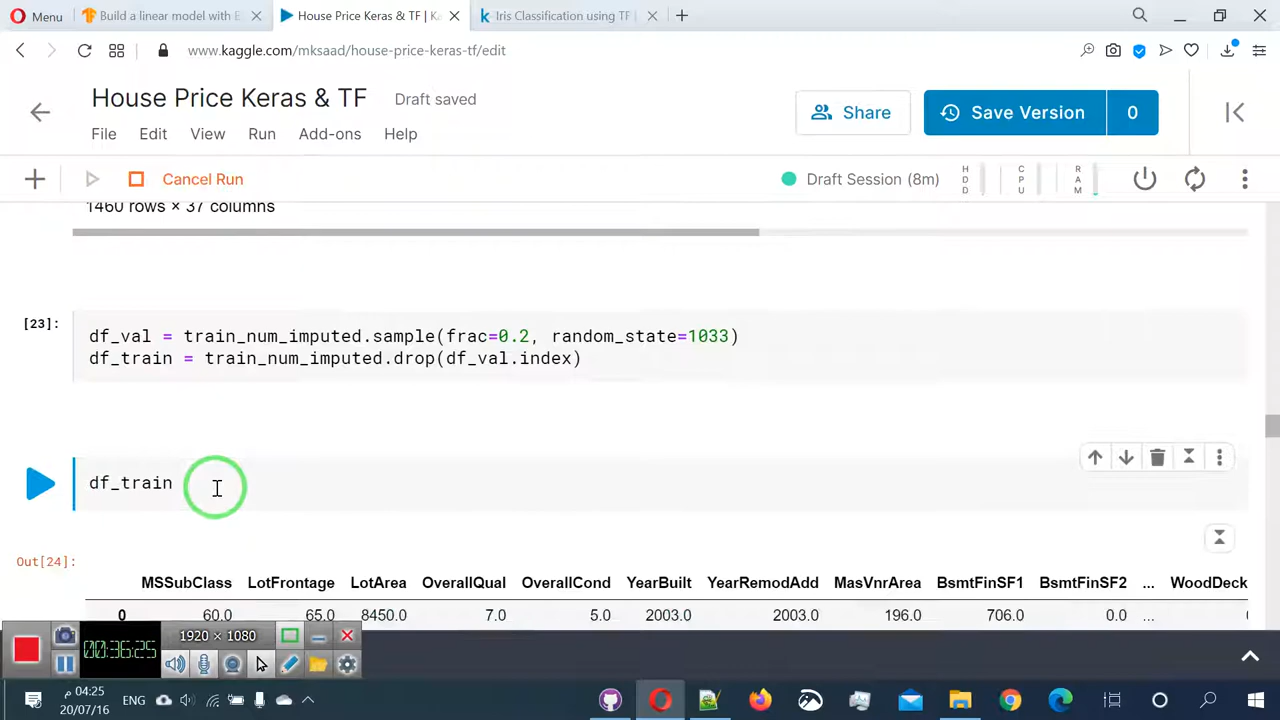 Menu
Build a linear model with E
House Price Keras & TF | Ka
Iris Classification using TF |
www.kaggle.com/mksaad/house-price-keras-tf/edit
House Price Keras & TF
Draft saved
Share
Save Version
0
File Edit View Run Add-ons Help
Cancel Run
Draft Session (8m)
HDD
CPU
RAM
1460 rows × 37 columns
[23]:
df_val = train_num_imputed.sample(frac=0.2, random_state=1033)
df_train = train_num_imputed.drop(df_val.index)
df_train
Out[24]:
MSSubClass LotFrontage LotArea OverallQual OverallCond YearBuilt YearRemodAdd MasVnrArea BsmtFinSF1 BsmtFinSF2 ... WoodDeck
0 60.0 65.0 8450.0 7.0 5.0 2003.0 2003.0 196.0 706.0 0.0 ...
00:36:25
1920 × 1080
ENG
04:25 م
20/07/16